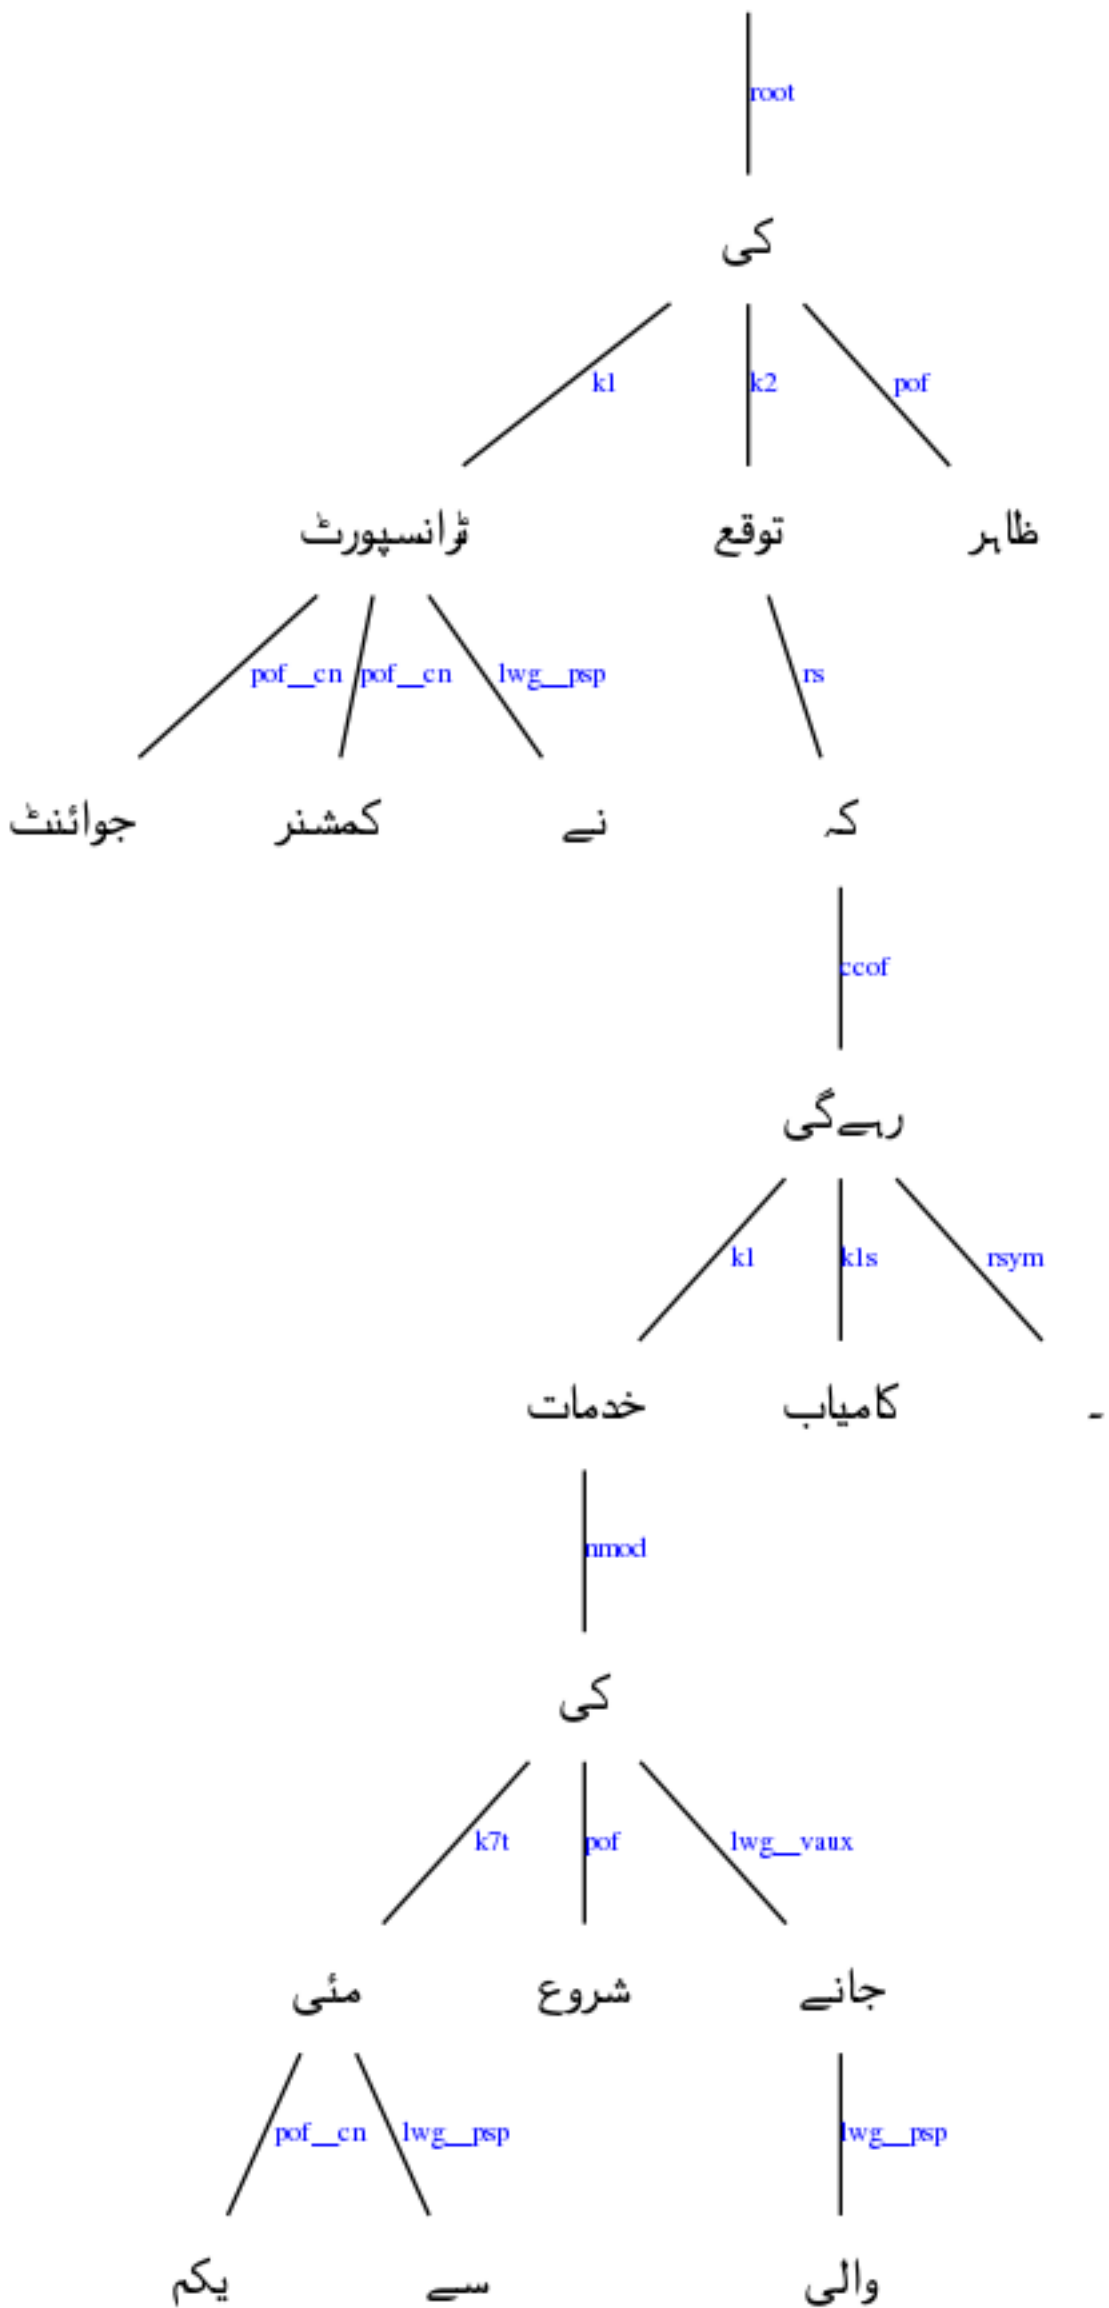 root
کی
k1 k2 pof
ٹرانسپورٹ توقع ظاہر
pof__cn pof__cn lwg__psp rs
جوائنٹ کمشنر نے کہ
ccof
رہےگی
k1 k1s rsym
خدمات کامیاب ۔
nmod
کی
k7t pof lwg__vaux
مئی شروع جانے
pof__cn lwg__psp lwg__psp
یکم سے والی